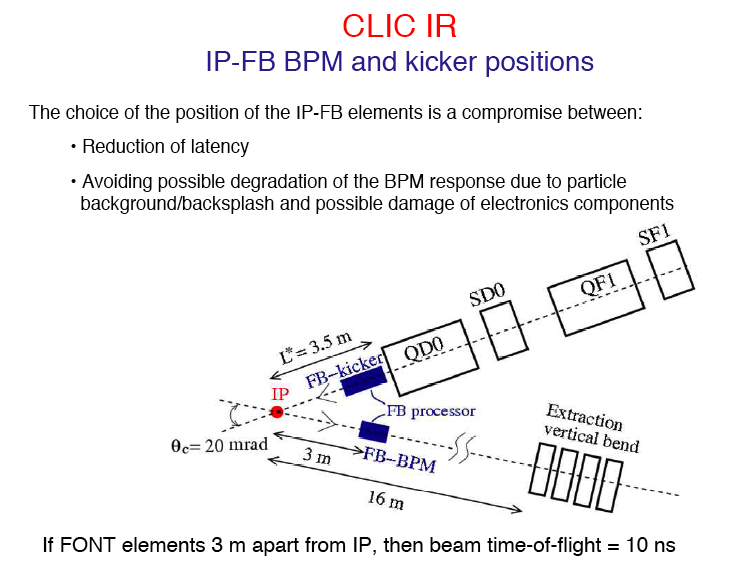 CLIC IR
IP-FB BPM and kicker positions
The choice of the position of the IP-FB elements is a compromise between:
• Reduction of latency
• Avoiding possible degradation of the BPM response due to particle
background/backsplash and possible damage of electronics components
SF1
QF1
SD0
QD0
L*= 3.5 m
FB-kicker
IP
FB processor
θc= 20 mrad
3 m
FB-BPM
Extraction
vertical bend
16 m
If FONT elements 3 m apart from IP, then beam time-of-flight = 10 ns